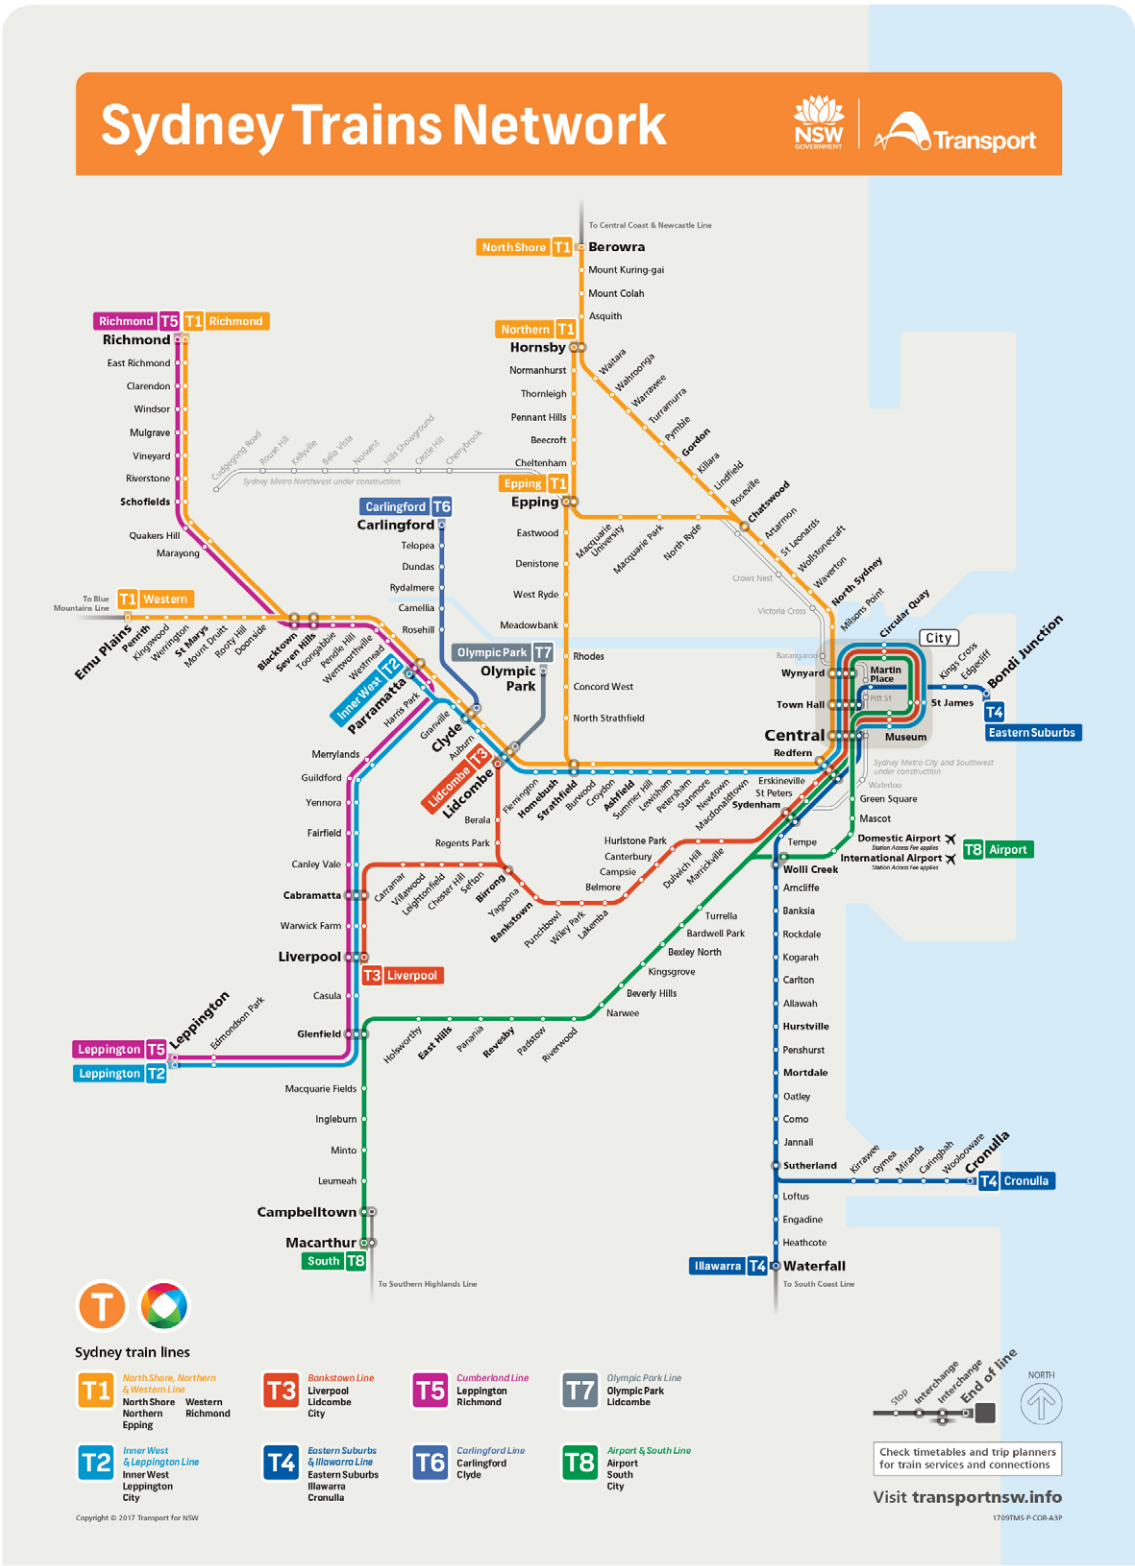 Sydney Trains Network
NSW
GOVERNMENT
Transport
To Central Coast & Newcastle Line
North Shore T1
Berowra
Mount Kuring-gai
Mount Colah
Asquith
Northern T1
Hornsby
Normanhurst
Thornleigh
Pennant Hills
Beecroft
Cheltenham
Epping T1
Epping
Waitara
Wahroonga
Warrawee
Turramurra
Pymble
Gordon
Killara
Lindfield
Roseville
Chatswood
Artarmon
St Leonards
Wollstonecraft
Waverton
North Sydney
Milsons Point
Macquarie
University
Macquarie Park
North Ryde
Crows Nest
Victoria Cross
Barangaroo
Richmond T5
T1 Richmond
Richmond
East Richmond
Clarendon
Windsor
Mulgrave
Vineyard
Riverstone
Schofields
Quakers Hill
Marayong
Cudgegong Road
Rouse Hill
Kellyville
Bella Vista
Norwest
Hills Showground
Castle Hill
Cherrybrook
Sydney Metro Northwest under construction
Carlingford T6
Carlingford
Telopea
Dundas
Rydalmere
Camellia
Rosehill
Eastwood
Denistone
West Ryde
Meadowbank
Rhodes
Concord West
North Strathfield
Olympic Park T7
Olympic
Park
To Blue
Mountains Line
T1 Western
Emu Plains
Penrith
Kingswood
Werrington
St Marys
Mount Druitt
Rooty Hill
Doonside
Blacktown
Seven Hills
Toongabbie
Pendle Hill
Wentworthville
Westmead
Inner West T2
Parramatta
Harris Park
Granville
Clyde
Auburn
Lidcombe T3
Lidcombe
Flemington
Homebush
Strathfield
Burwood
Croydon
Ashfield
Summer Hill
Lewisham
Petersham
Stanmore
Newtown
Macdonaldtown
Circular Quay
City
Wynyard
Martin
Place
Pitt St
Town Hall
St James
Central
Museum
Redfern
Kings Cross
Edgecliff
Bondi Junction
T4
Eastern Suburbs
Sydney Metro City and Southwest
under construction
Waterloo
Erskineville
St Peters
Sydenham
Green Square
Mascot
Domestic Airport
Station Access Fee applies
International Airport
Station Access Fee applies
T8 Airport
Tempe
Wolli Creek
Merrylands
Guildford
Yennora
Fairfield
Canley Vale
Cabramatta
Warwick Farm
Liverpool
Casula
Glenfield
Berala
Regents Park
Carramar
Villawood
Leightonfield
Chester Hill
Sefton
Birrong
Yagoona
Bankstown
Punchbowl
Wiley Park
Lakemba
Belmore
Campsie
Canterbury
Hurlstone Park
Dulwich Hill
Marrickville
T3 Liverpool
Leppington
Edmondson Park
Leppington T5
Leppington T2
Holsworthy
East Hills
Panania
Revesby
Padstow
Riverwood
Narwee
Beverly Hills
Kingsgrove
Bexley North
Bardwell Park
Turrella
Arncliffe
Banksia
Rockdale
Kogarah
Carlton
Allawah
Hurstville
Penshurst
Mortdale
Oatley
Como
Jannali
Sutherland
Kirrawee
Gymea
Miranda
Caringbah
Woolooware
Cronulla
T4 Cronulla
Loftus
Engadine
Heathcote
Illawarra T4
Waterfall
To South Coast Line
Macquarie Fields
Ingleburn
Minto
Leumeah
Campbelltown
Macarthur
South T8
To Southern Highlands Line
T
Sydney train lines
T1
North Shore, Northern
& Western Line
North Shore Western
Northern Richmond
Epping
T2
Inner West
& Leppington Line
Inner West
Leppington
City
T3
Bankstown Line
Liverpool
Lidcombe
City
T4
Eastern Suburbs
& Illawarra Line
Eastern Suburbs
Illawarra
Cronulla
T5
Cumberland Line
Leppington
Richmond
T6
Carlingford Line
Carlingford
Clyde
T7
Olympic Park Line
Olympic Park
Lidcombe
T8
Airport & South Line
Airport
South
City
Stop
Interchange
Interchange
End of line
NORTH
Check timetables and trip planners
for train services and connections
Visit transportnsw.info
Copyright © 2017 Transport for NSW
1709TMS-P-COR-A3P